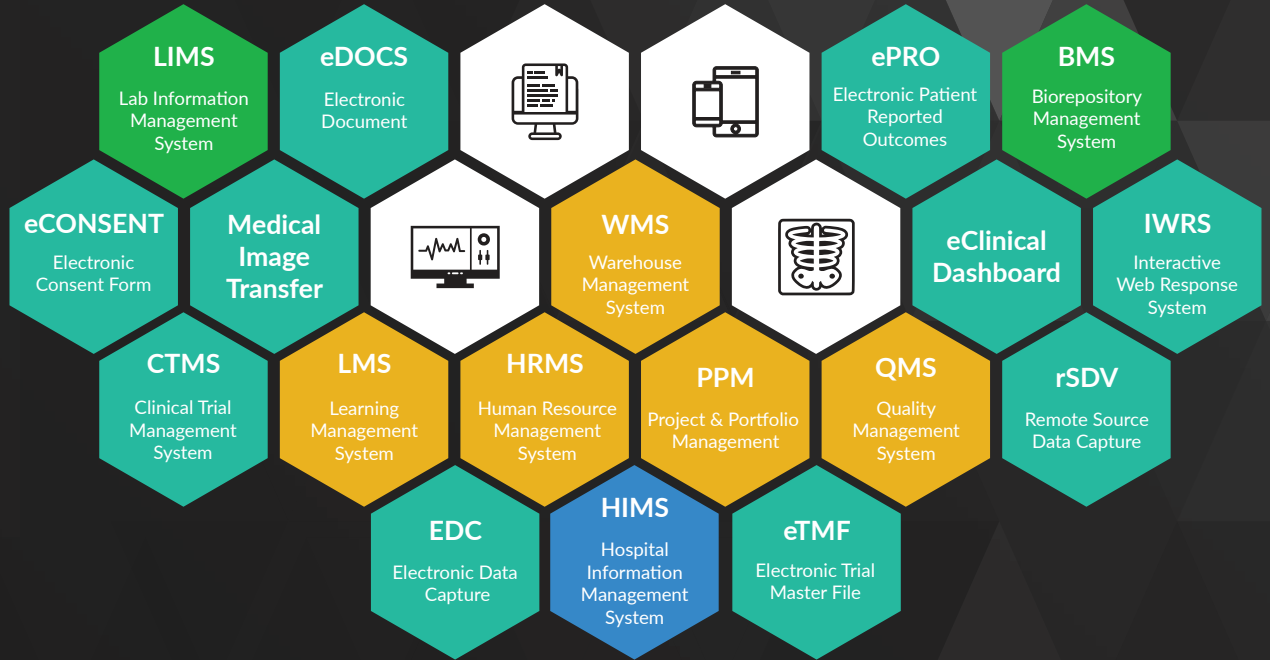 LIMS
Lab Information
Management
System
eDOCS
Electronic
Document
ePRO
Electronic Patient
Reported
Outcomes
BMS
Biorepository
Management
System
eCONSENT
Electronic
Consent Form
Medical
Image
Transfer
WMS
Warehouse
Management
System
eClinical
Dashboard
IWRS
Interactive
Web Response
System
CTMS
Clinical Trial
Management
System
LMS
Learning
Management
System
HRMS
Human Resource
Management
System
PPM
Project & Portfolio
Management
QMS
Quality
Management
System
rSDV
Remote Source
Data Capture
EDC
Electronic Data
Capture
HIMS
Hospital
Information
Management
System
eTMF
Electronic Trial
Master File